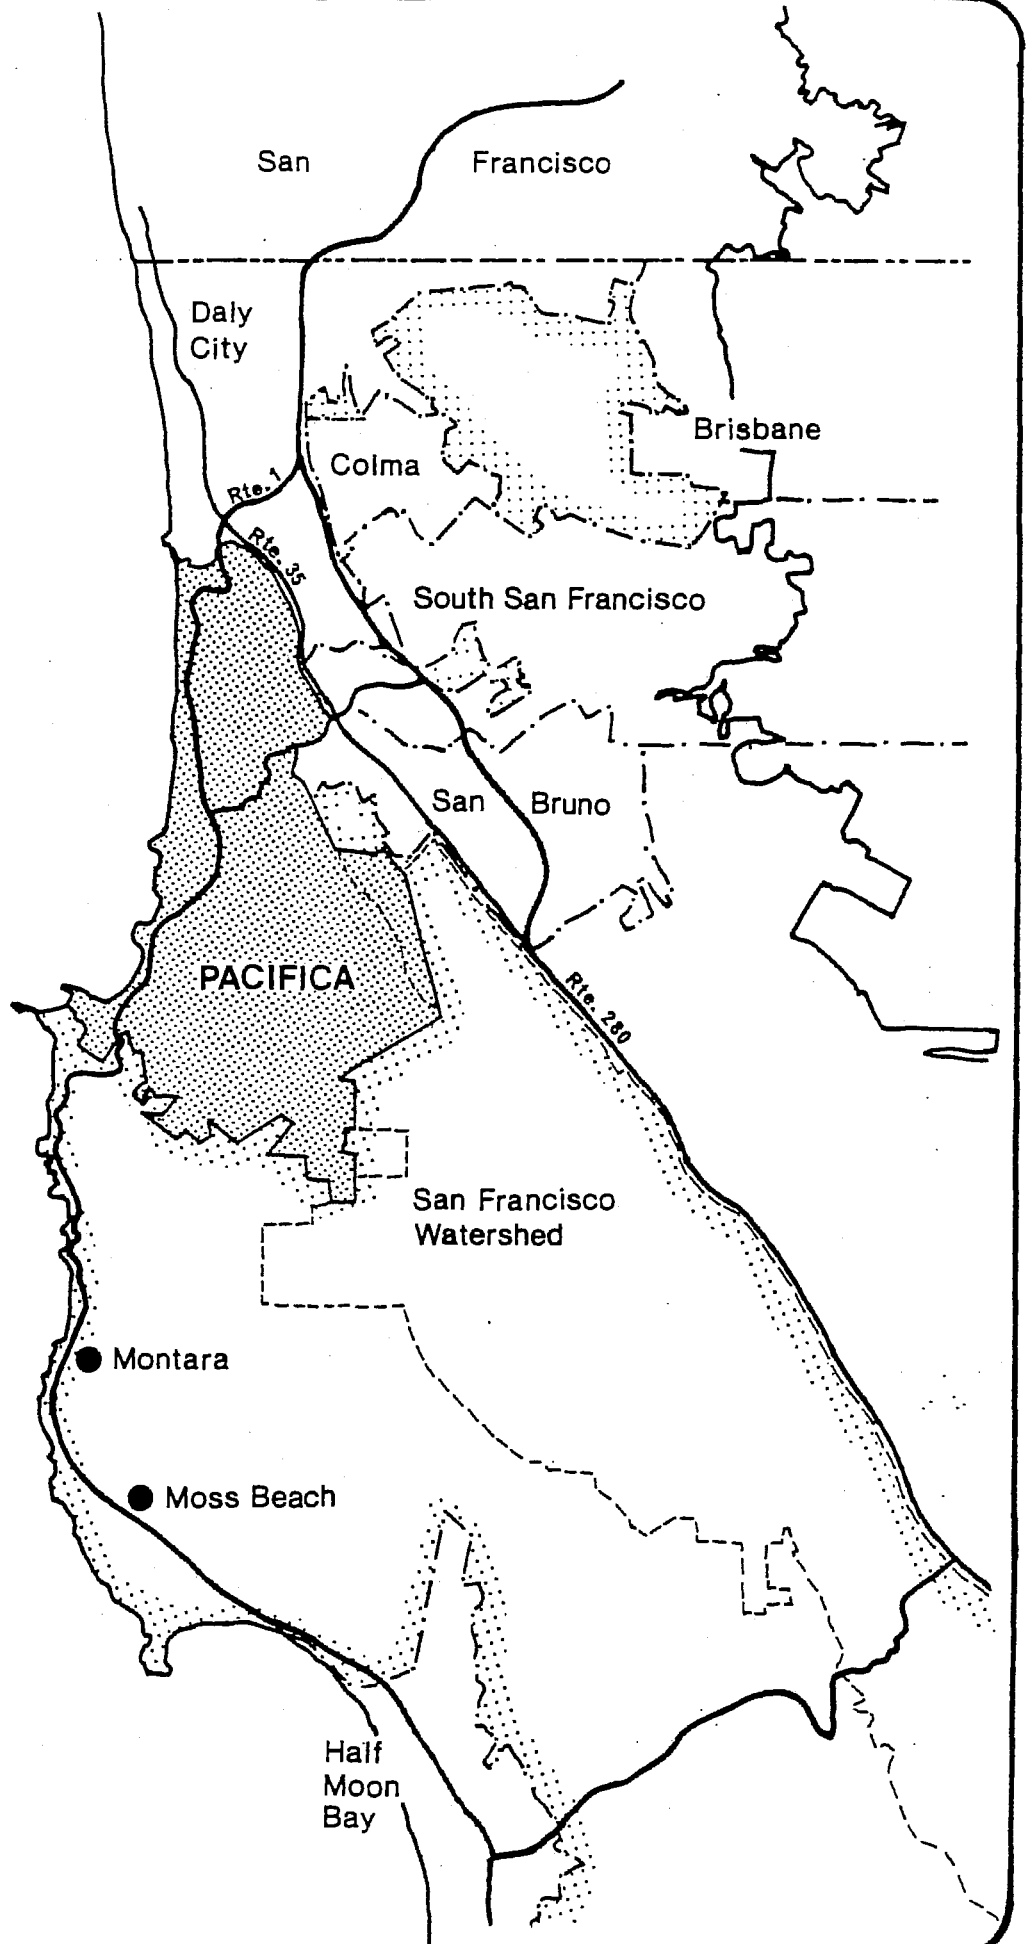 San Francisco
Daly
City
Brisbane
Colma
Rte. 1
Rte. 35
South San Francisco
San Bruno
PACIFICA
Rte. 280
San Francisco
Watershed
Montara
Moss Beach
Half
Moon
Bay